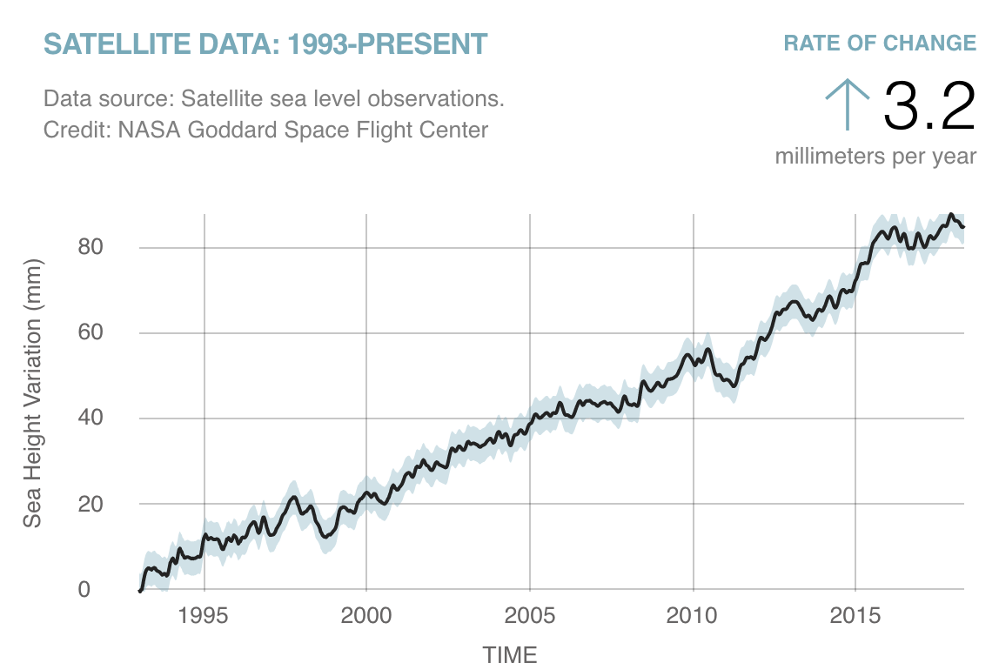 SATELLITE DATA: 1993-PRESENT
RATE OF CHANGE
Data source: Satellite sea level observations.
Credit: NASA Goddard Space Flight Center
3.2
millimeters per year
Sea Height Variation (mm)
80
60
40
20
0
1995 2000 2005 2010 2015
TIME